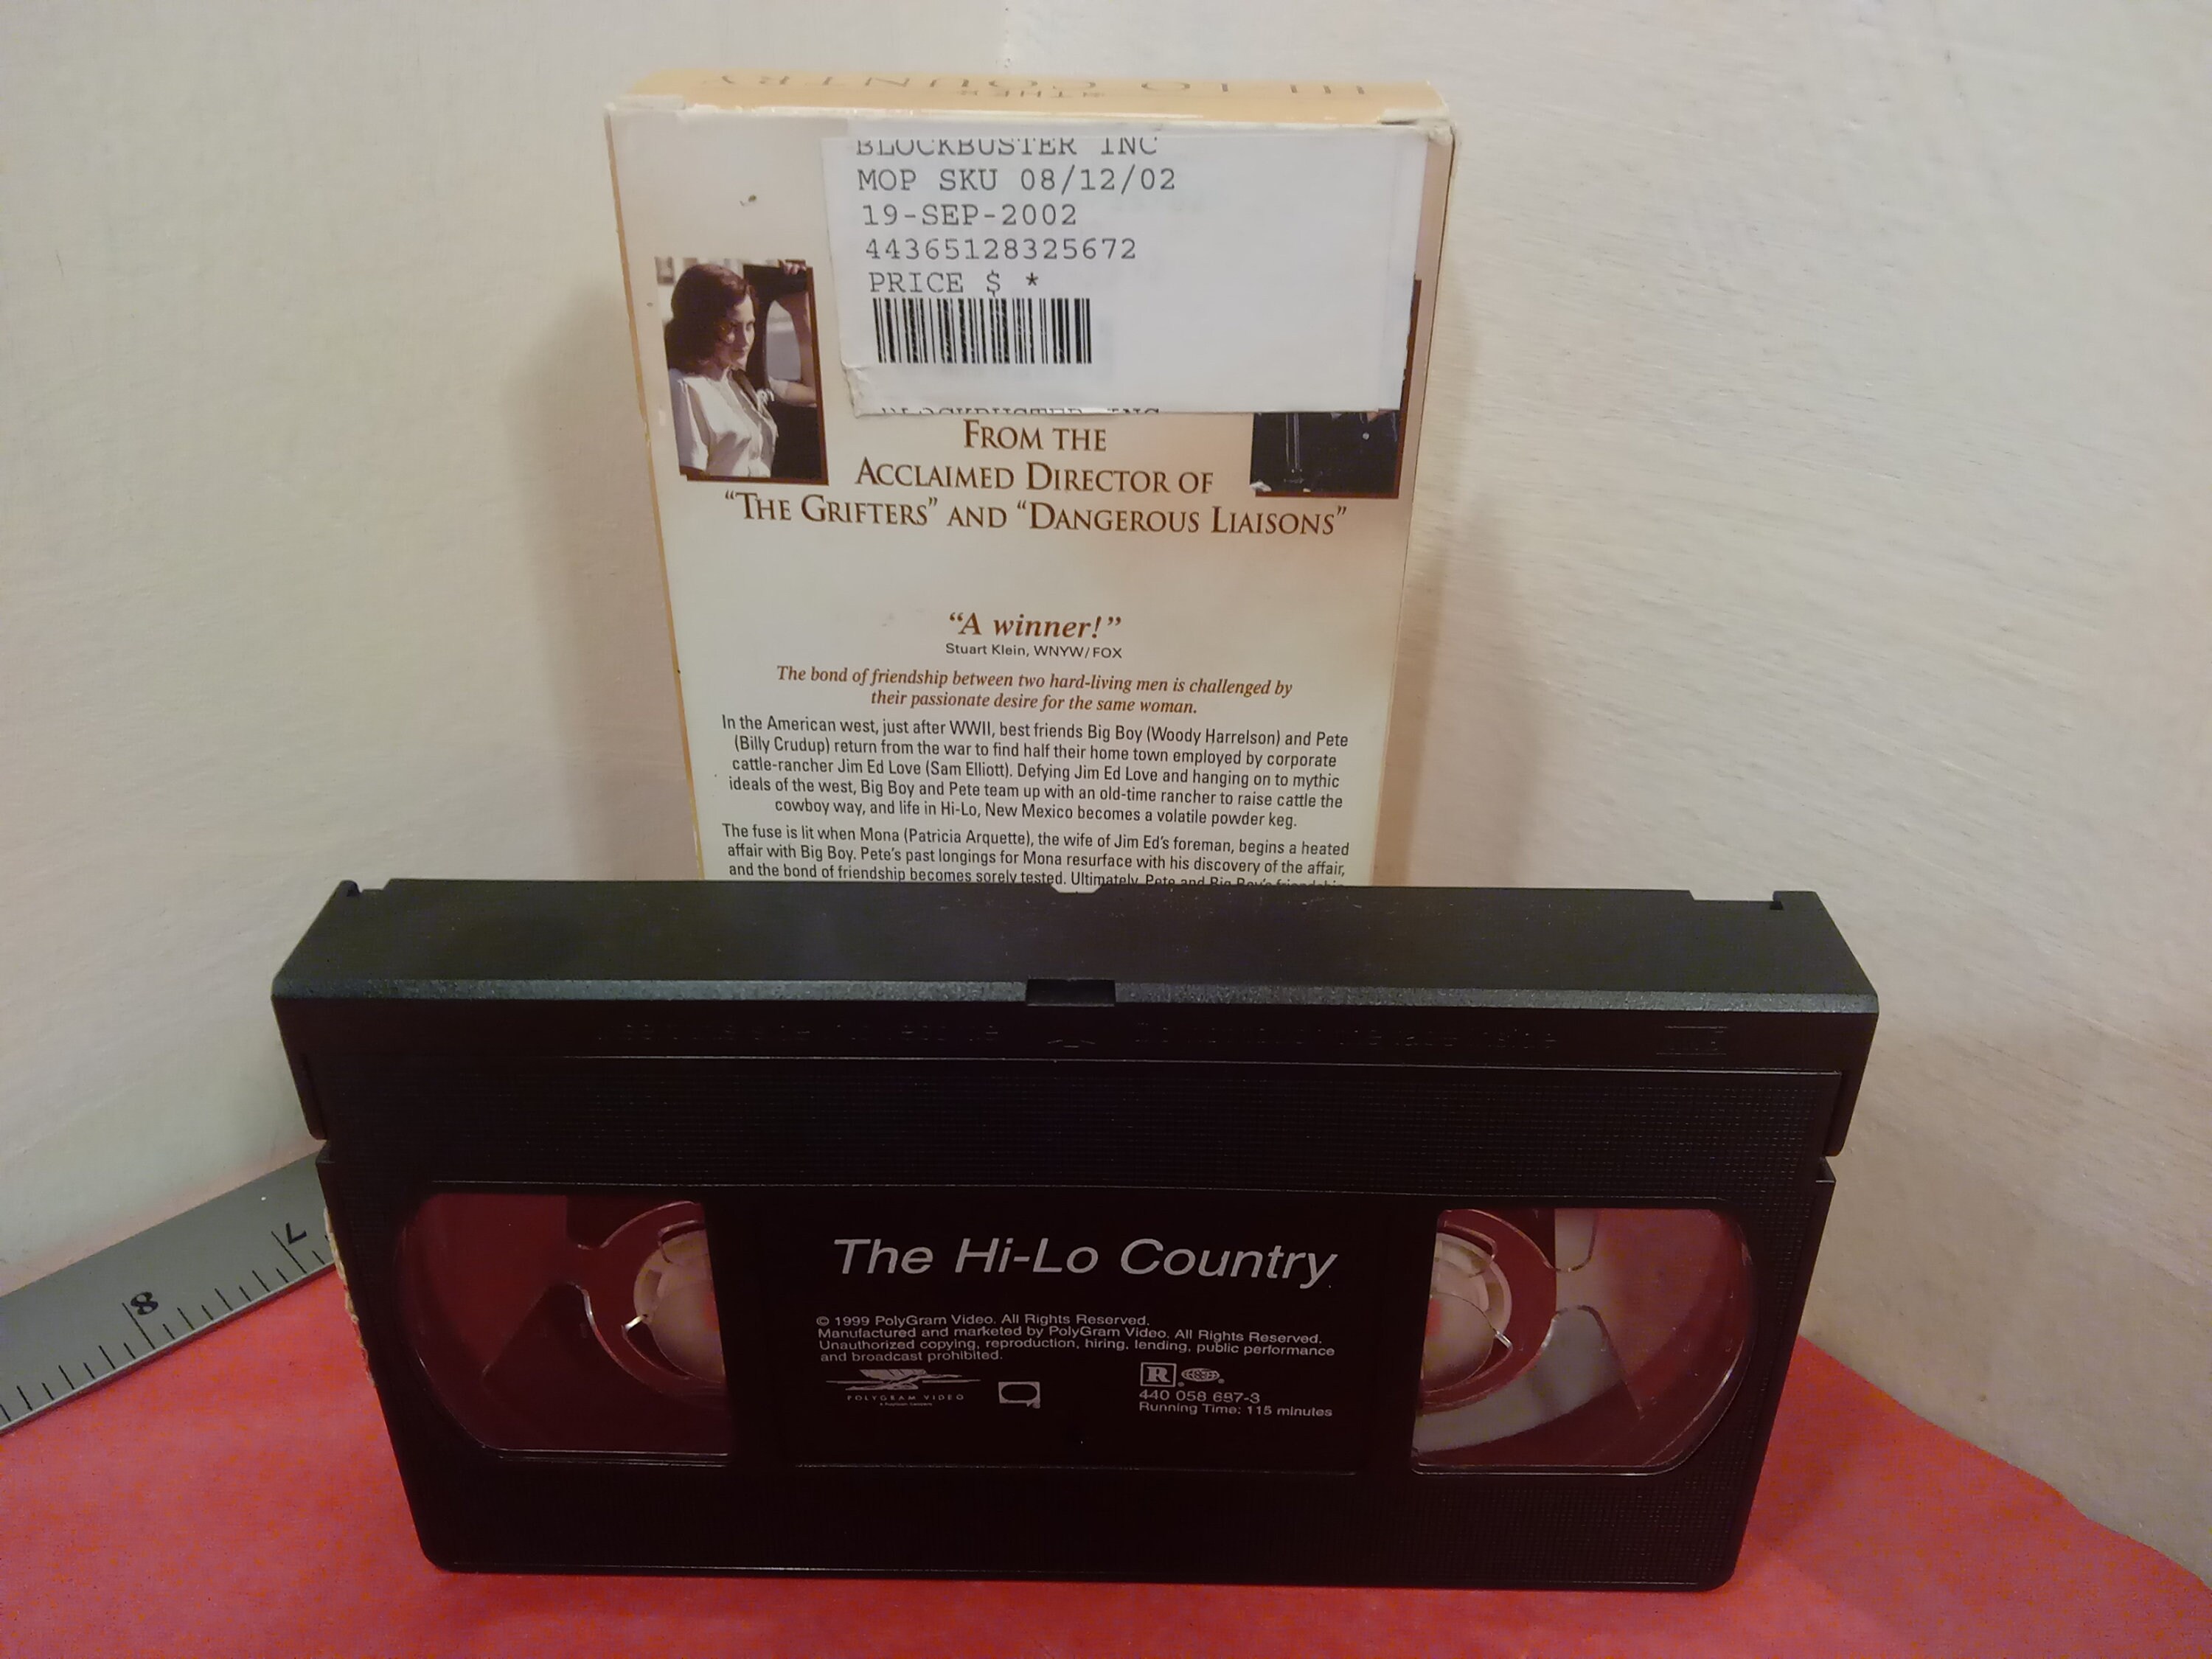 BLOCKBUSTER INC
MOP SKU 08/12/02
19-SEP-2002
44365128325672
PRICE $ *
BLOCKBUSTER INC
FROM THE
ACCLAIMED DIRECTOR OF
“THE GRIFTERS” AND “DANGEROUS LIAISONS”
“A winner!”
Stuart Klein, WNYW/FOX
The bond of friendship between two hard-living men is challenged by
their passionate desire for the same woman.
In the American west, just after WWII, best friends Big Boy (Woody Harrelson) and Pete
(Billy Crudup) return from the war to find half their home town employed by corporate
cattle-rancher Jim Ed Love (Sam Elliott). Defying Jim Ed Love and hanging on to mythic
ideals of the west, Big Boy and Pete team up with an old-time rancher to raise cattle the
cowboy way, and life in Hi-Lo, New Mexico becomes a volatile powder keg.
The fuse is lit when Mona (Patricia Arquette), the wife of Jim Ed's foreman, begins a heated
affair with Big Boy. Pete's past longings for Mona resurface with his discovery of the affair,
and the bond of friendship becomes sorely tested. Ultimately, Pete and Big Boy's friendship
7
8
The Hi-Lo Country
© 1999 PolyGram Video. All Rights Reserved.
Manufactured and marketed by PolyGram Video. All Rights Reserved.
Unauthorized copying, reproduction, hiring, lending, public performance
and broadcast prohibited.
POLYGRAM VIDEO
R
440 058 687-3
Running Time: 115 minutes